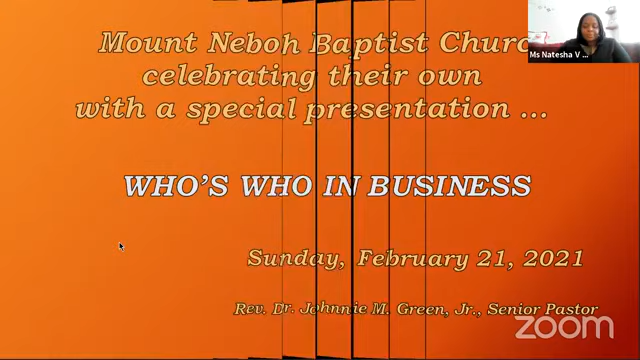 Mount Neboh Baptist Churc
celebrating their own
with a special presentation ...
WHO'S WHO IN BUSINESS
Sunday, February 21, 2021
Rev. Dr. Johnnie M. Green, Jr., Senior Pastor
Ms Natesha V ...
zoom